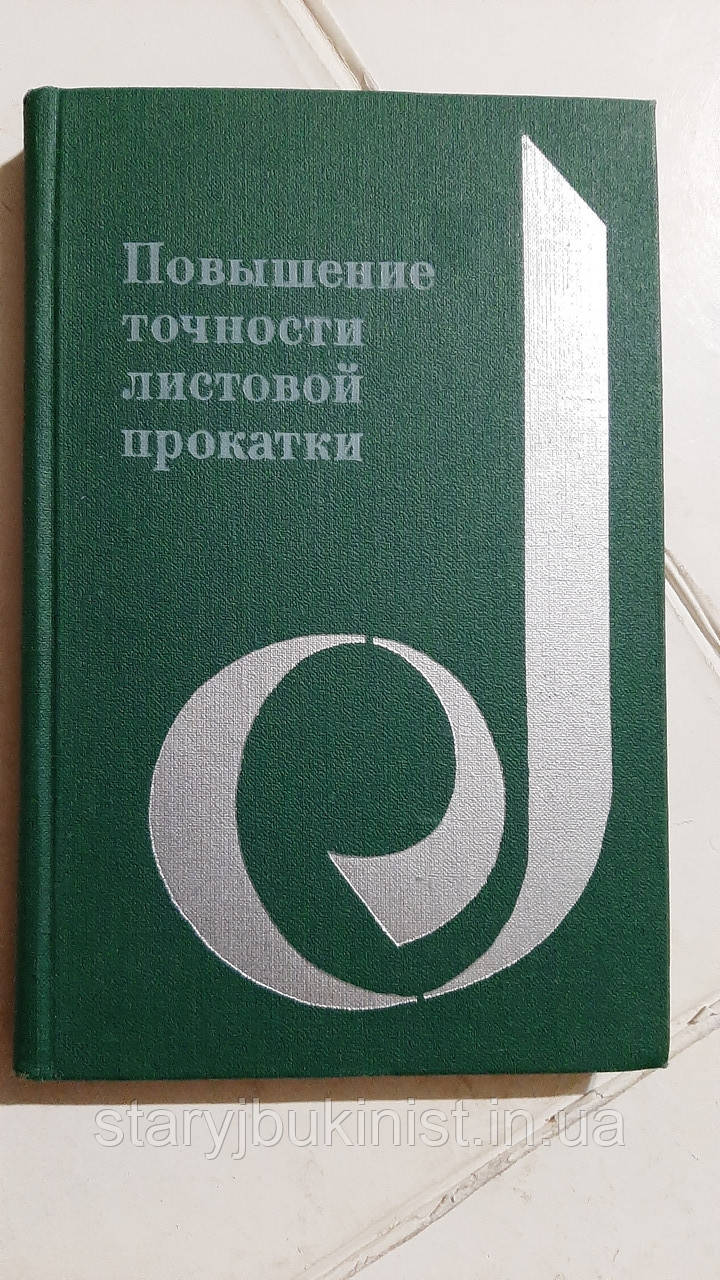 Повышение
точности
листовой
прокатки
staryjbukinist.in.ua